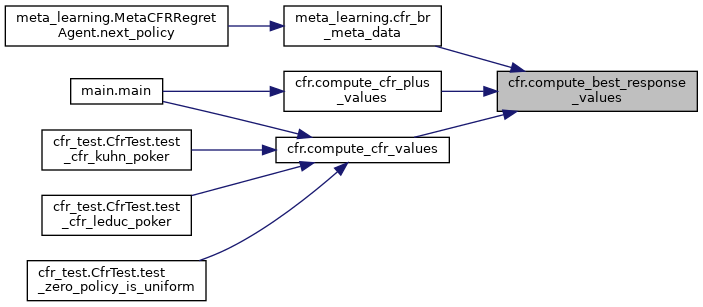 meta_learning.MetaCFRRegret
Agent.next_policy
meta_learning.cfr_br
_meta_data
cfr.compute_best_response
_values
main.main
cfr.compute_cfr_plus
_values
cfr_test.CfrTest.test
_cfr_kuhn_poker
cfr.compute_cfr_values
cfr_test.CfrTest.test
_cfr_leduc_poker
cfr_test.CfrTest.test
_zero_policy_is_uniform